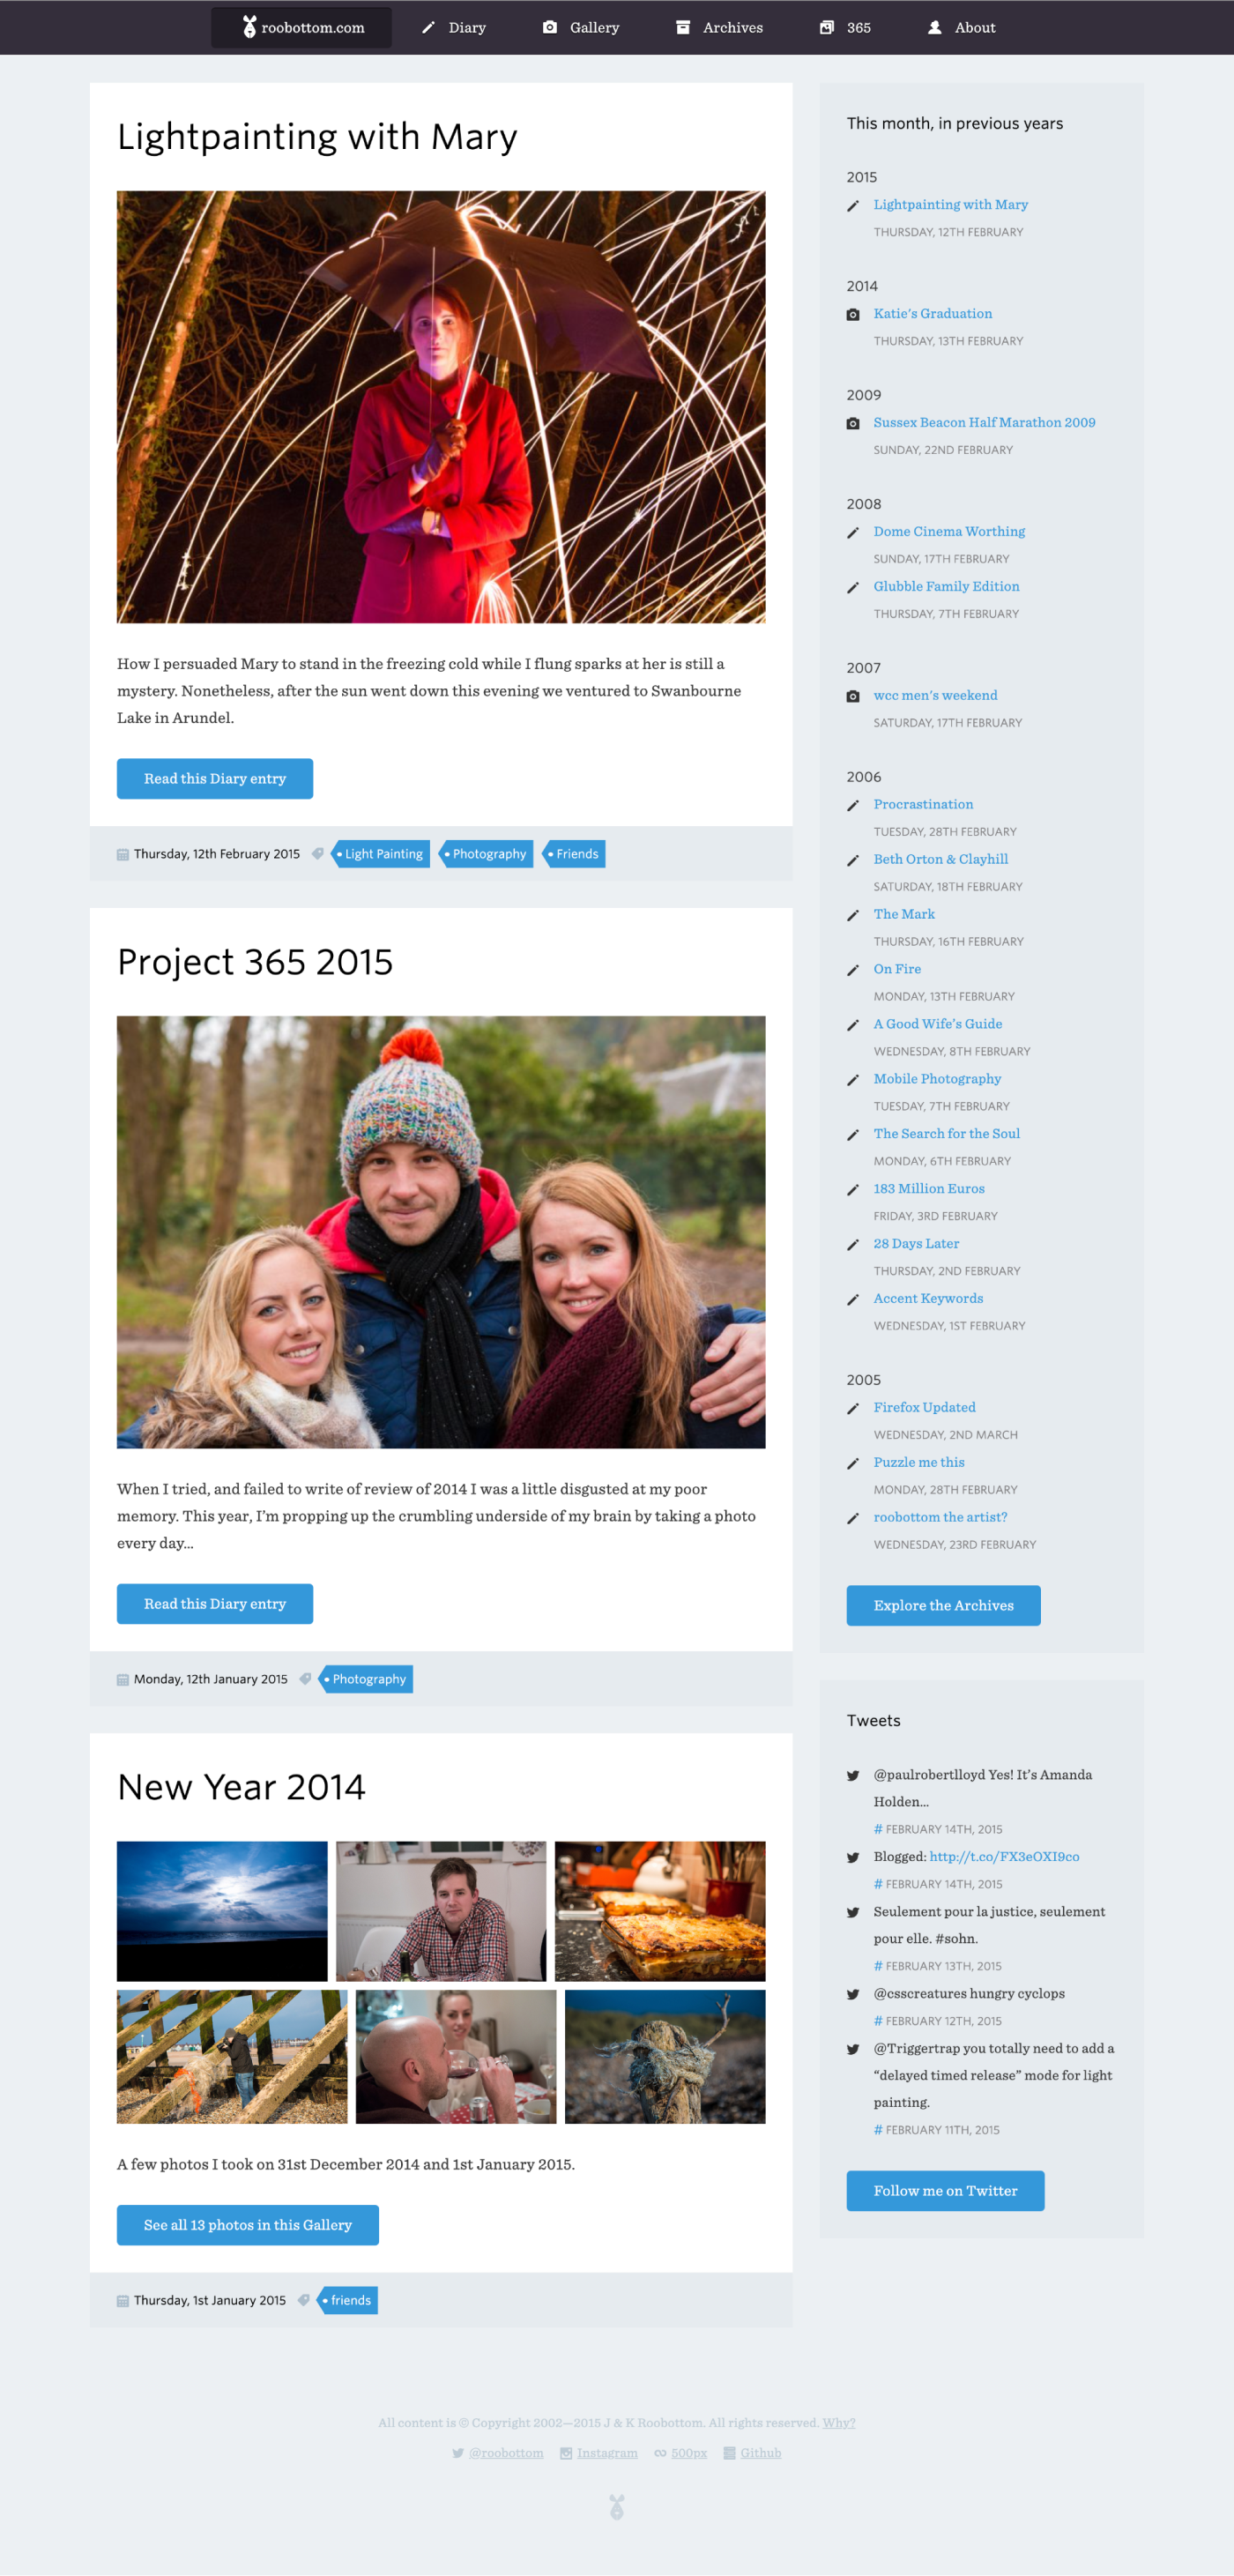 roobottom.com Diary Gallery Archives 365 About
Lightpainting with Mary
How I persuaded Mary to stand in the freezing cold while I flung sparks at her is still a
mystery. Nonetheless, after the sun went down this evening we ventured to Swanbourne
Lake in Arundel.
Read this Diary entry
Thursday, 12th February 2015 Light Painting Photography Friends
Project 365 2015
When I tried, and failed to write of review of 2014 I was a little disgusted at my poor
memory. This year, I'm propping up the crumbling underside of my brain by taking a photo
every day...
Read this Diary entry
Monday, 12th January 2015 Photography
New Year 2014
A few photos I took on 31st December 2014 and 1st January 2015.
See all 13 photos in this Gallery
Thursday, 1st January 2015 friends
This month, in previous years
2015
Lightpainting with Mary
THURSDAY, 12TH FEBRUARY
2014
Katie's Graduation
THURSDAY, 13TH FEBRUARY
2009
Sussex Beacon Half Marathon 2009
SUNDAY, 22ND FEBRUARY
2008
Dome Cinema Worthing
SUNDAY, 17TH FEBRUARY
Glubble Family Edition
THURSDAY, 7TH FEBRUARY
2007
wcc men's weekend
SATURDAY, 17TH FEBRUARY
2006
Procrastination
TUESDAY, 28TH FEBRUARY
Beth Orton & Clayhill
SATURDAY, 18TH FEBRUARY
The Mark
THURSDAY, 16TH FEBRUARY
On Fire
MONDAY, 13TH FEBRUARY
A Good Wife's Guide
WEDNESDAY, 8TH FEBRUARY
Mobile Photography
TUESDAY, 7TH FEBRUARY
The Search for the Soul
MONDAY, 6TH FEBRUARY
183 Million Euros
FRIDAY, 3RD FEBRUARY
28 Days Later
THURSDAY, 2ND FEBRUARY
Accent Keywords
WEDNESDAY, 1ST FEBRUARY
2005
Firefox Updated
WEDNESDAY, 2ND MARCH
Puzzle me this
MONDAY, 28TH FEBRUARY
roobottom the artist?
WEDNESDAY, 23RD FEBRUARY
Explore the Archives
Tweets
@paulrobertlloyd Yes! It's Amanda
Holden...
# FEBRUARY 14TH, 2015
Blogged: http://t.co/FX3eOXI9co
# FEBRUARY 14TH, 2015
Seulement pour la justice, seulement
pour elle. #sohn.
# FEBRUARY 13TH, 2015
@csscreatures hungry cyclops
# FEBRUARY 12TH, 2015
@Triggertrap you totally need to add a
“delayed timed release” mode for light
painting.
# FEBRUARY 11TH, 2015
Follow me on Twitter
All content is © Copyright 2002—2015 J & K Roobottom. All rights reserved. Why?
@roobottom Instagram 500px Github